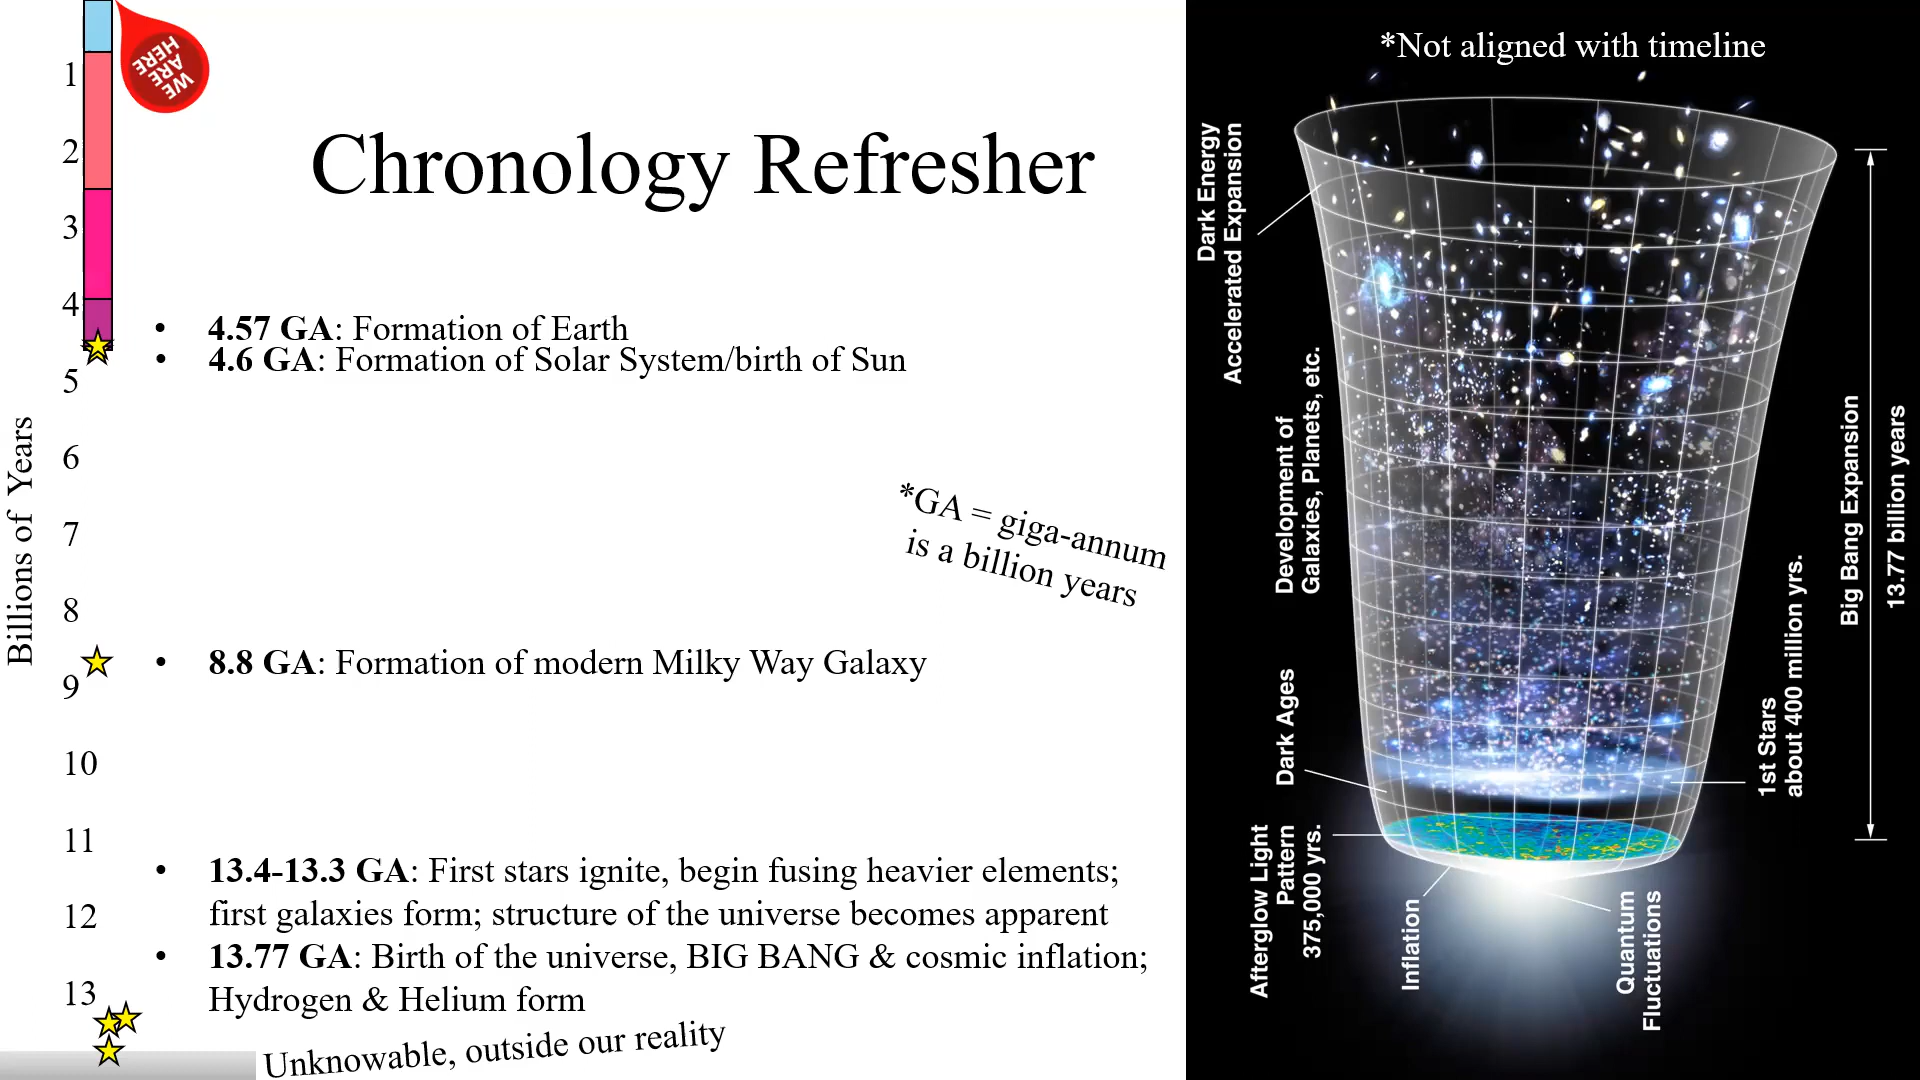 WE
ARE
HERE
Chronology Refresher
Billions of Years
1
2
3
4
5
6
7
8
9
10
11
12
13
• 4.57 GA: Formation of Earth
• 4.6 GA: Formation of Solar System/birth of Sun
*GA = giga-annum
is a billion years
• 8.8 GA: Formation of modern Milky Way Galaxy
• 13.4-13.3 GA: First stars ignite, begin fusing heavier elements;
first galaxies form; structure of the universe becomes apparent
• 13.77 GA: Birth of the universe, BIG BANG & cosmic inflation;
Hydrogen & Helium form
Unknowable, outside our reality
*Not aligned with timeline
Dark Energy
Accelerated Expansion
Development of
Galaxies, Planets, etc.
Dark Ages
Afterglow Light
Pattern
375,000 yrs.
Inflation
Quantum
Fluctuations
1st Stars
about 400 million yrs.
Big Bang Expansion
13.77 billion years